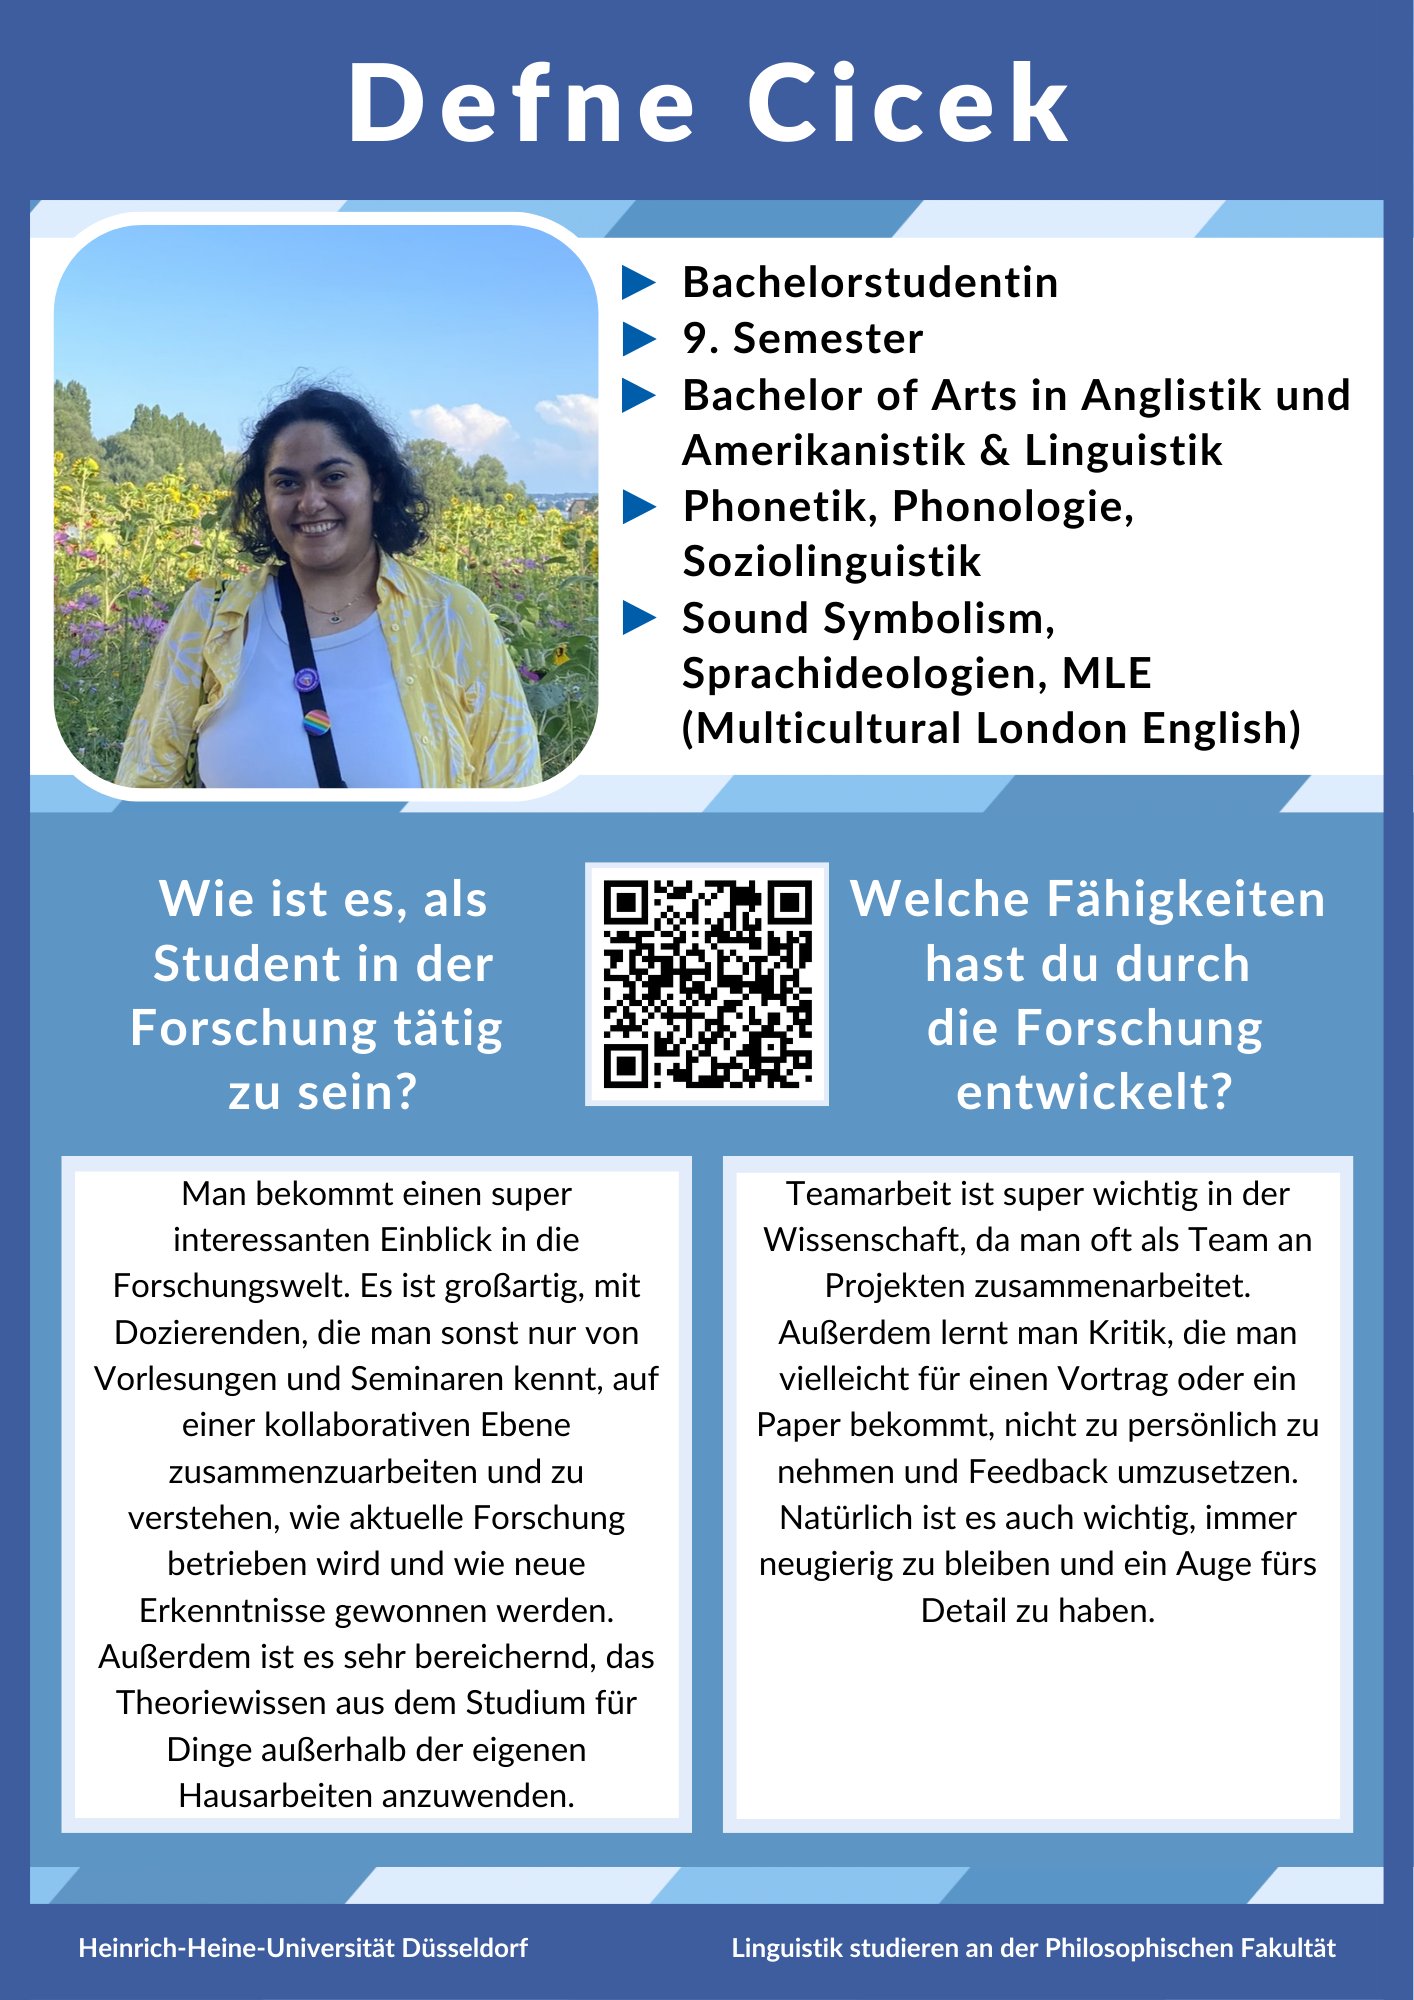 Defne Cicek
Bachelorstudentin
9. Semester
Bachelor of Arts in Anglistik und
Amerikanistik & Linguistik
Phonetik, Phonologie,
Soziolinguistik
Sound Symbolism,
Sprachideologien, MLE
(Multicultural London English)
Wie ist es, als
Student in der
Forschung tätig
zu sein?
Man bekommt einen super
interessanten Einblick in die
Forschungswelt. Es ist großartig, mit
Dozierenden, die man sonst nur von
Vorlesungen und Seminaren kennt, auf
einer kollaborativen Ebene
zusammenzuarbeiten und zu
verstehen, wie aktuelle Forschung
betrieben wird und wie neue
Erkenntnisse gewonnen werden.
Außerdem ist es sehr bereichernd, das
Theoriewissen aus dem Studium für
Dinge außerhalb der eigenen
Hausarbeiten anzuwenden.
Welche Fähigkeiten
hast du durch
die Forschung
entwickelt?
Teamarbeit ist super wichtig in der
Wissenschaft, da man oft als Team an
Projekten zusammenarbeitet.
Außerdem lernt man Kritik, die man
vielleicht für einen Vortrag oder ein
Paper bekommt, nicht zu persönlich zu
nehmen und Feedback umzusetzen.
Natürlich ist es auch wichtig, immer
neugierig zu bleiben und ein Auge fürs
Detail zu haben.
Heinrich-Heine-Universität Düsseldorf
Linguistik studieren an der Philosophischen Fakultät